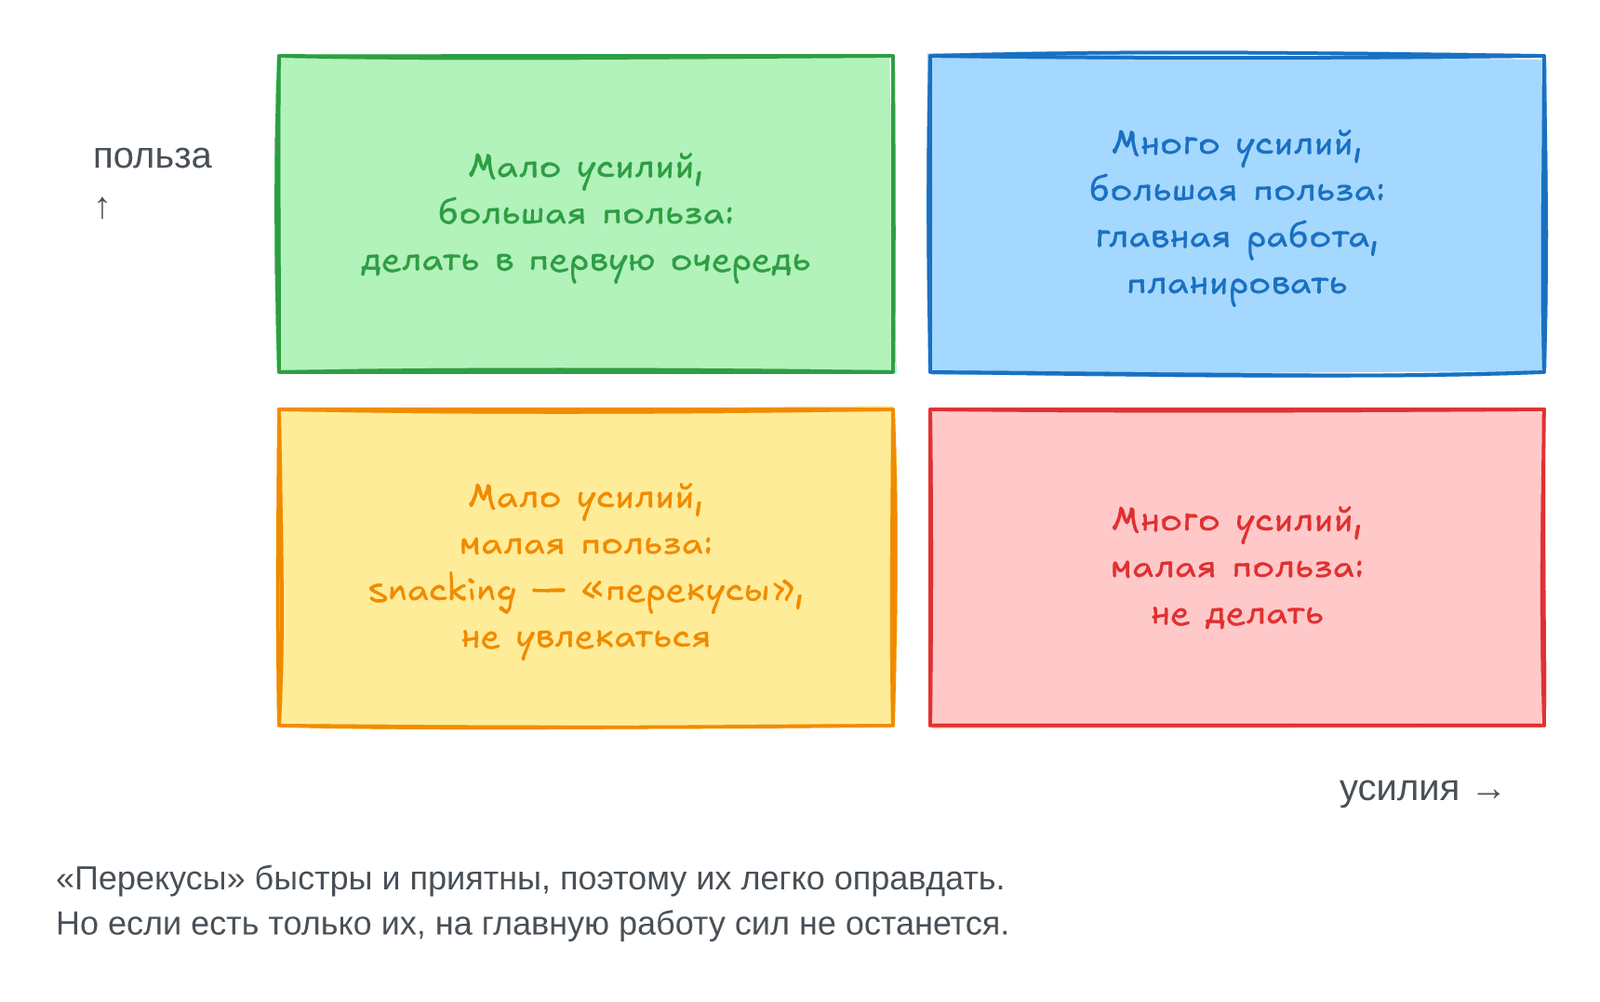 польза
↑
Мало усилий,
большая польза:
делать в первую очередь
Много усилий,
большая польза:
главная работа,
планировать
Мало усилий,
малая польза:
snacking — «перекусы»,
не увлекаться
Много усилий,
малая польза:
не делать
усилия →
«Перекусы» быстры и приятны, поэтому их легко оправдать.
Но если есть только их, на главную работу сил не останется.